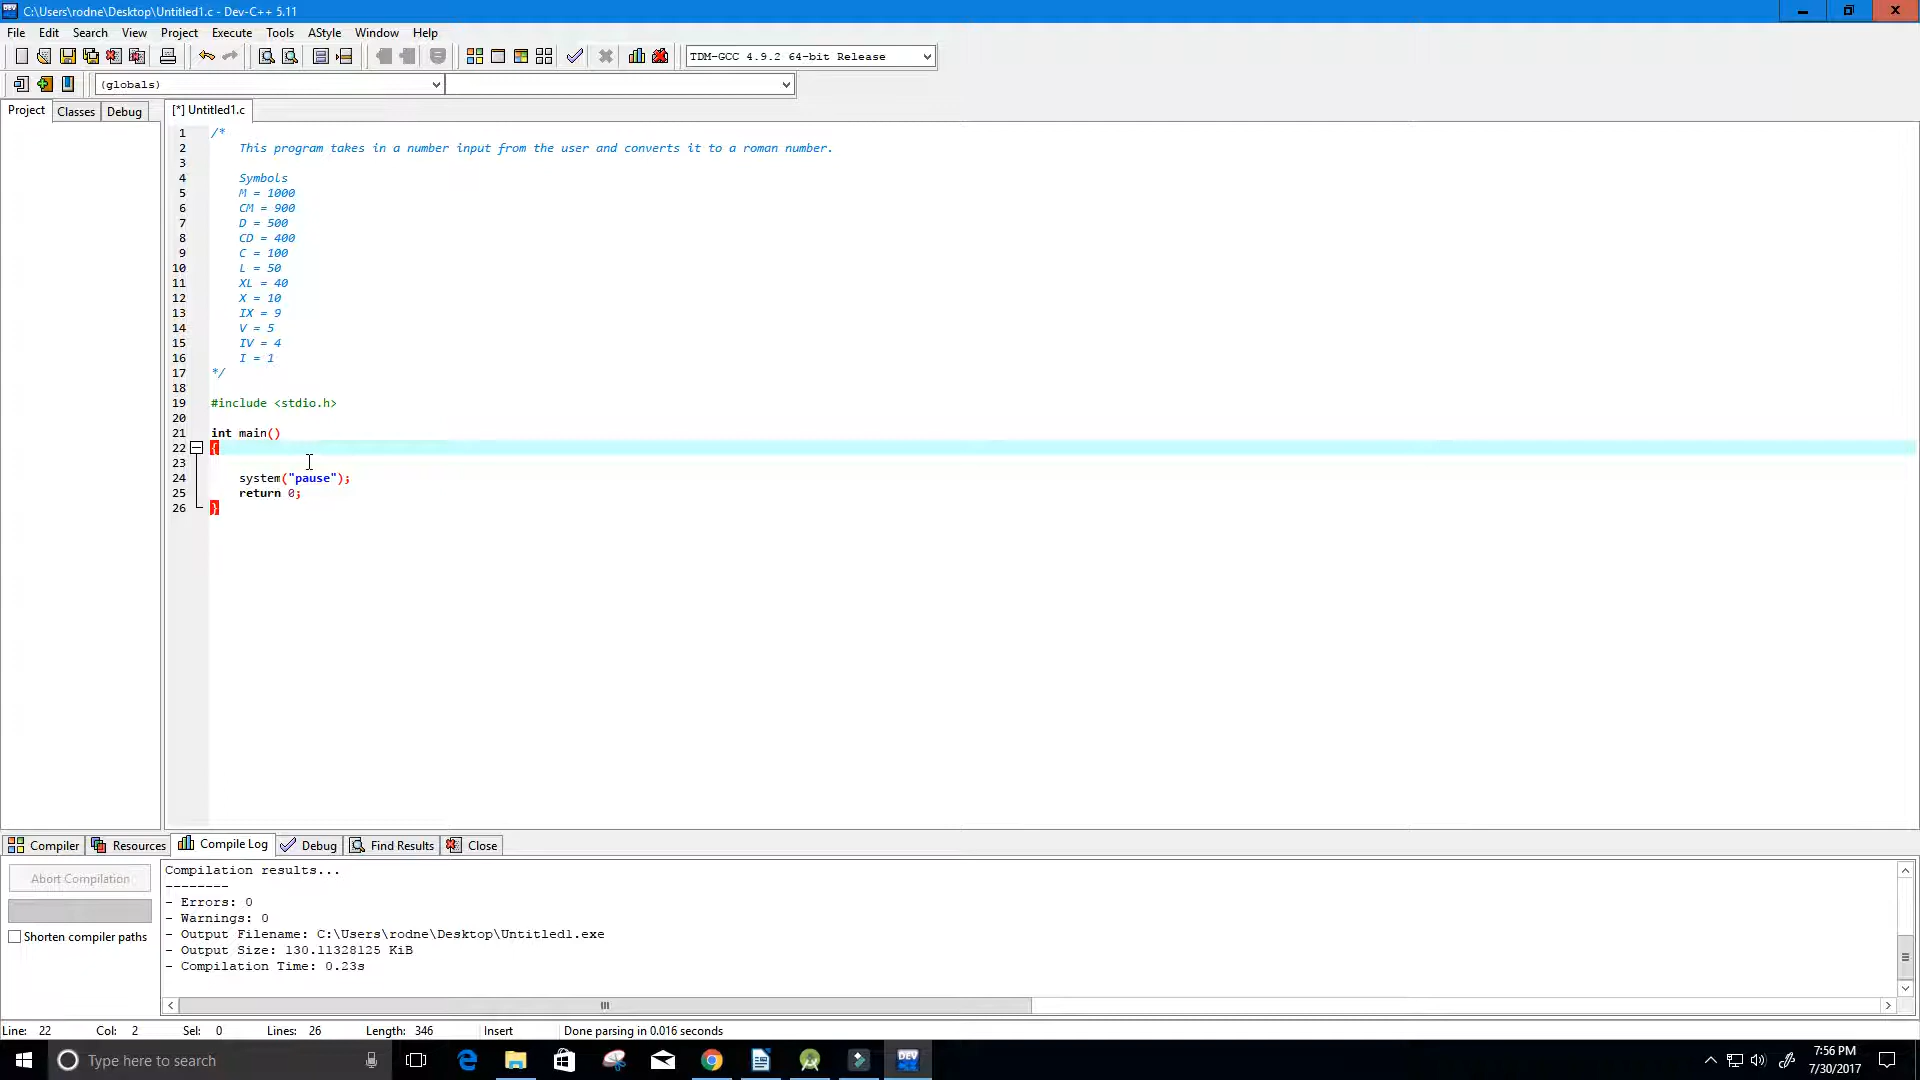 C:\Users\rodne\Desktop\Untitled1.c - Dev-C++ 5.11
File Edit Search View Project Execute Tools AStyle Window Help
TDM-GCC 4.9.2 64-bit Release
(globals)
Project Classes Debug [*] Untitled1.c
1 /*
2 This program takes in a number input from the user and converts it to a roman number.
3
4 Symbols
5 M = 1000
6 CM = 900
7 D = 500
8 CD = 400
9 C = 100
10 L = 50
11 XL = 40
12 X = 10
13 IX = 9
14 V = 5
15 IV = 4
16 I = 1
17 */
18
19 #include <stdio.h>
20
21 int main()
22 {
23
24 system("pause");
25 return 0;
26 }
Compiler Resources Compile Log Debug Find Results Close
Abort Compilation
Shorten compiler paths
Compilation results...
--------
- Errors: 0
- Warnings: 0
- Output Filename: C:\Users\rodne\Desktop\Untitled1.exe
- Output Size: 130.11328125 KiB
- Compilation Time: 0.23s
Line: 22 Col: 2 Sel: 0 Lines: 26 Length: 346 Insert Done parsing in 0.016 seconds
Type here to search
DEV
7:56 PM
7/30/2017